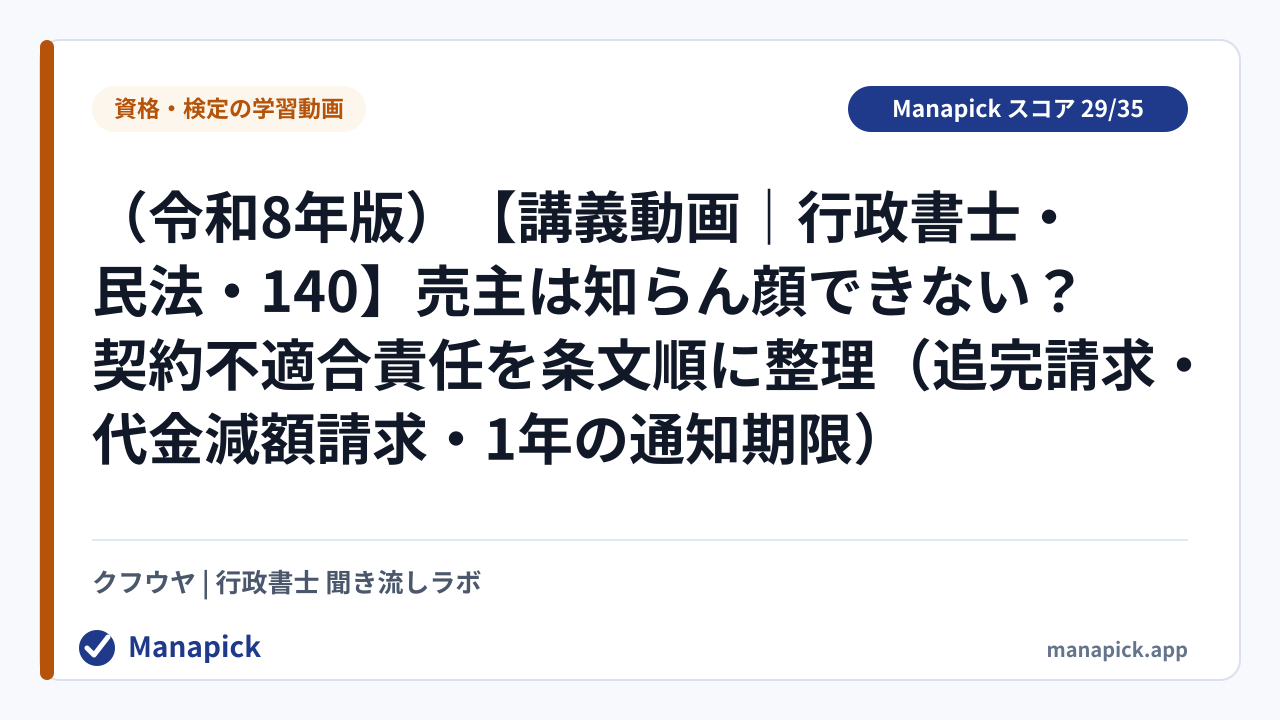 資格・検定の学習動画
Manapick スコア 29/35
（令和8年版）【講義動画｜行政書士・
民法・140】売主は知らん顔できない？
契約不適合責任を条文順に整理（追完請求・
代金減額請求・1年の通知期限）
クフウヤ | 行政書士 聞き流しラボ
Manapick
manapick.app